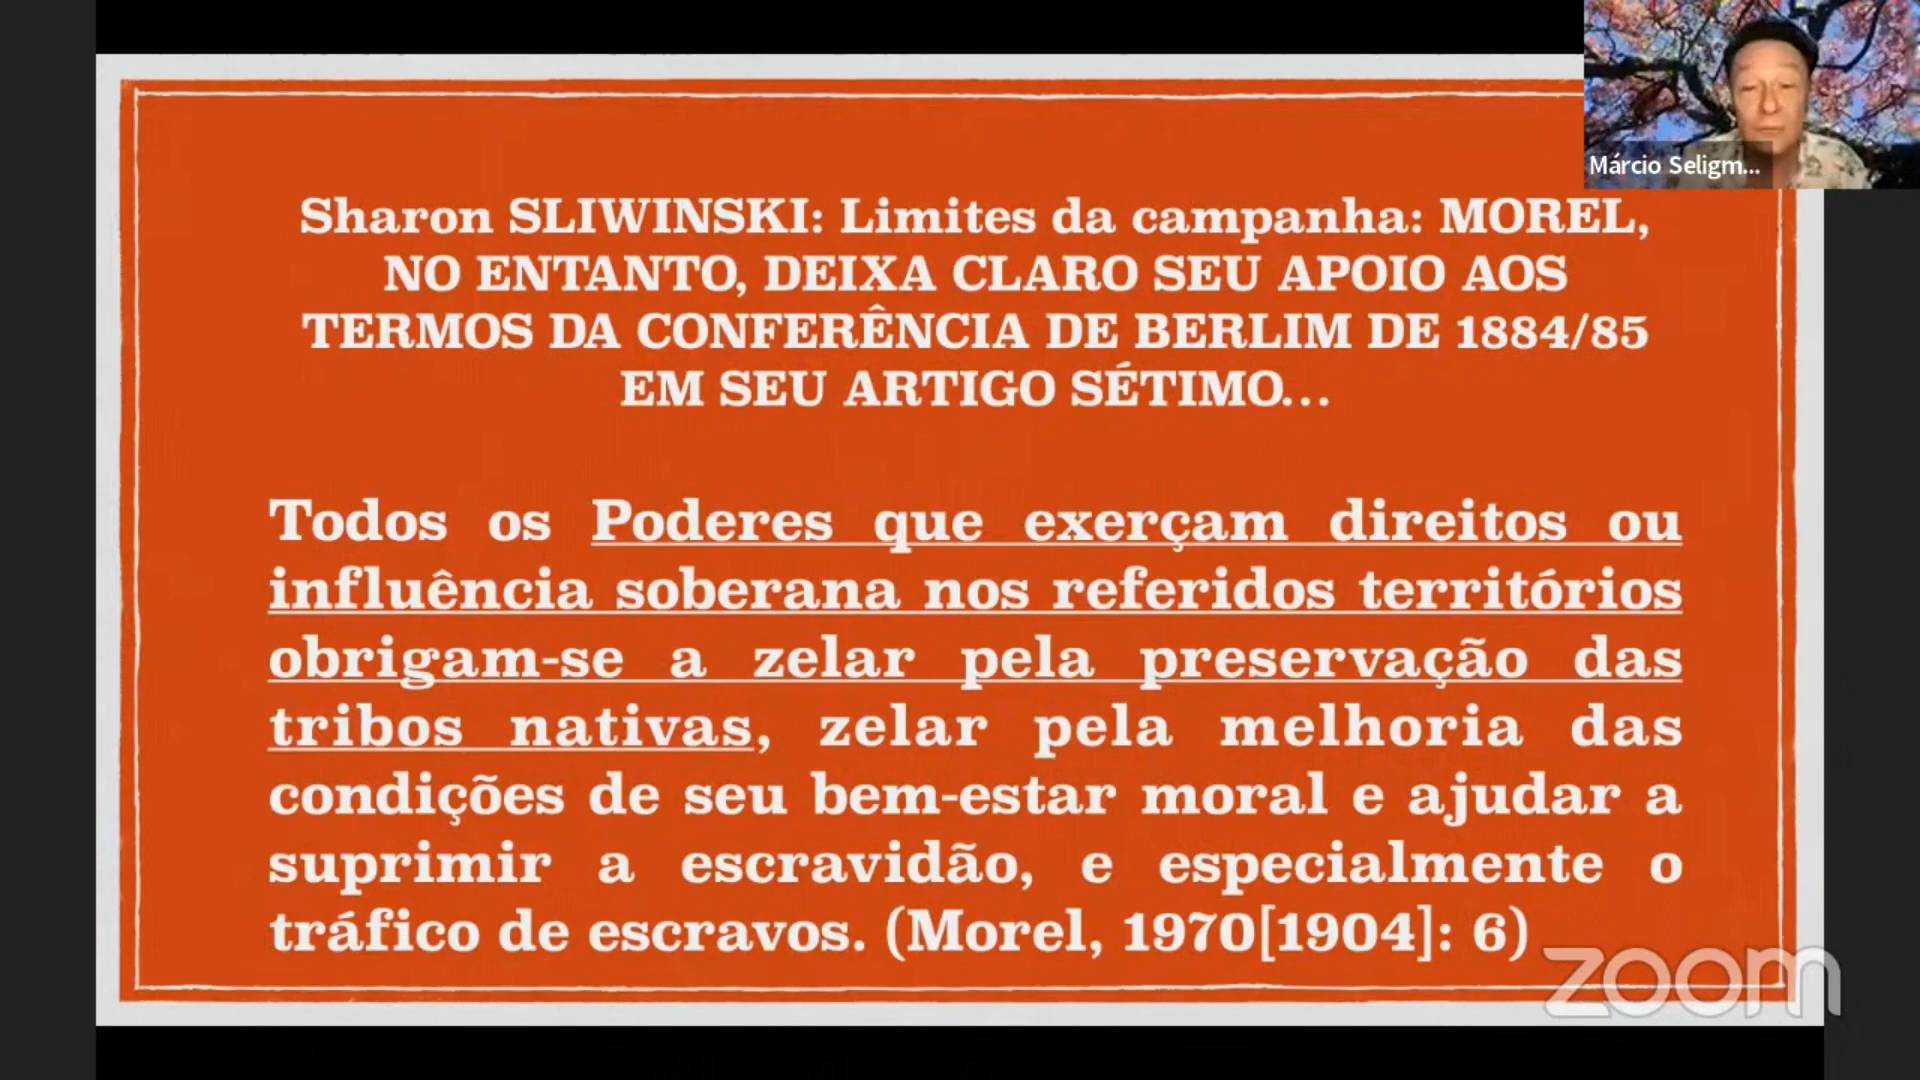 Márcio Seligm...
Sharon SLIWINSKI: Limites da campanha: MOREL,
NO ENTANTO, DEIXA CLARO SEU APOIO AOS
TERMOS DA CONFERÊNCIA DE BERLIM DE 1884/85
EM SEU ARTIGO SÉTIMO...
Todos os Poderes que exerçam direitos ou
influência soberana nos referidos territórios
obrigam-se a zelar pela preservação das
tribos nativas, zelar pela melhoria das
condições de seu bem-estar moral e ajudar a
suprimir a escravidão, e especialmente o
tráfico de escravos. (Morel, 1970[1904]: 6)
zoom